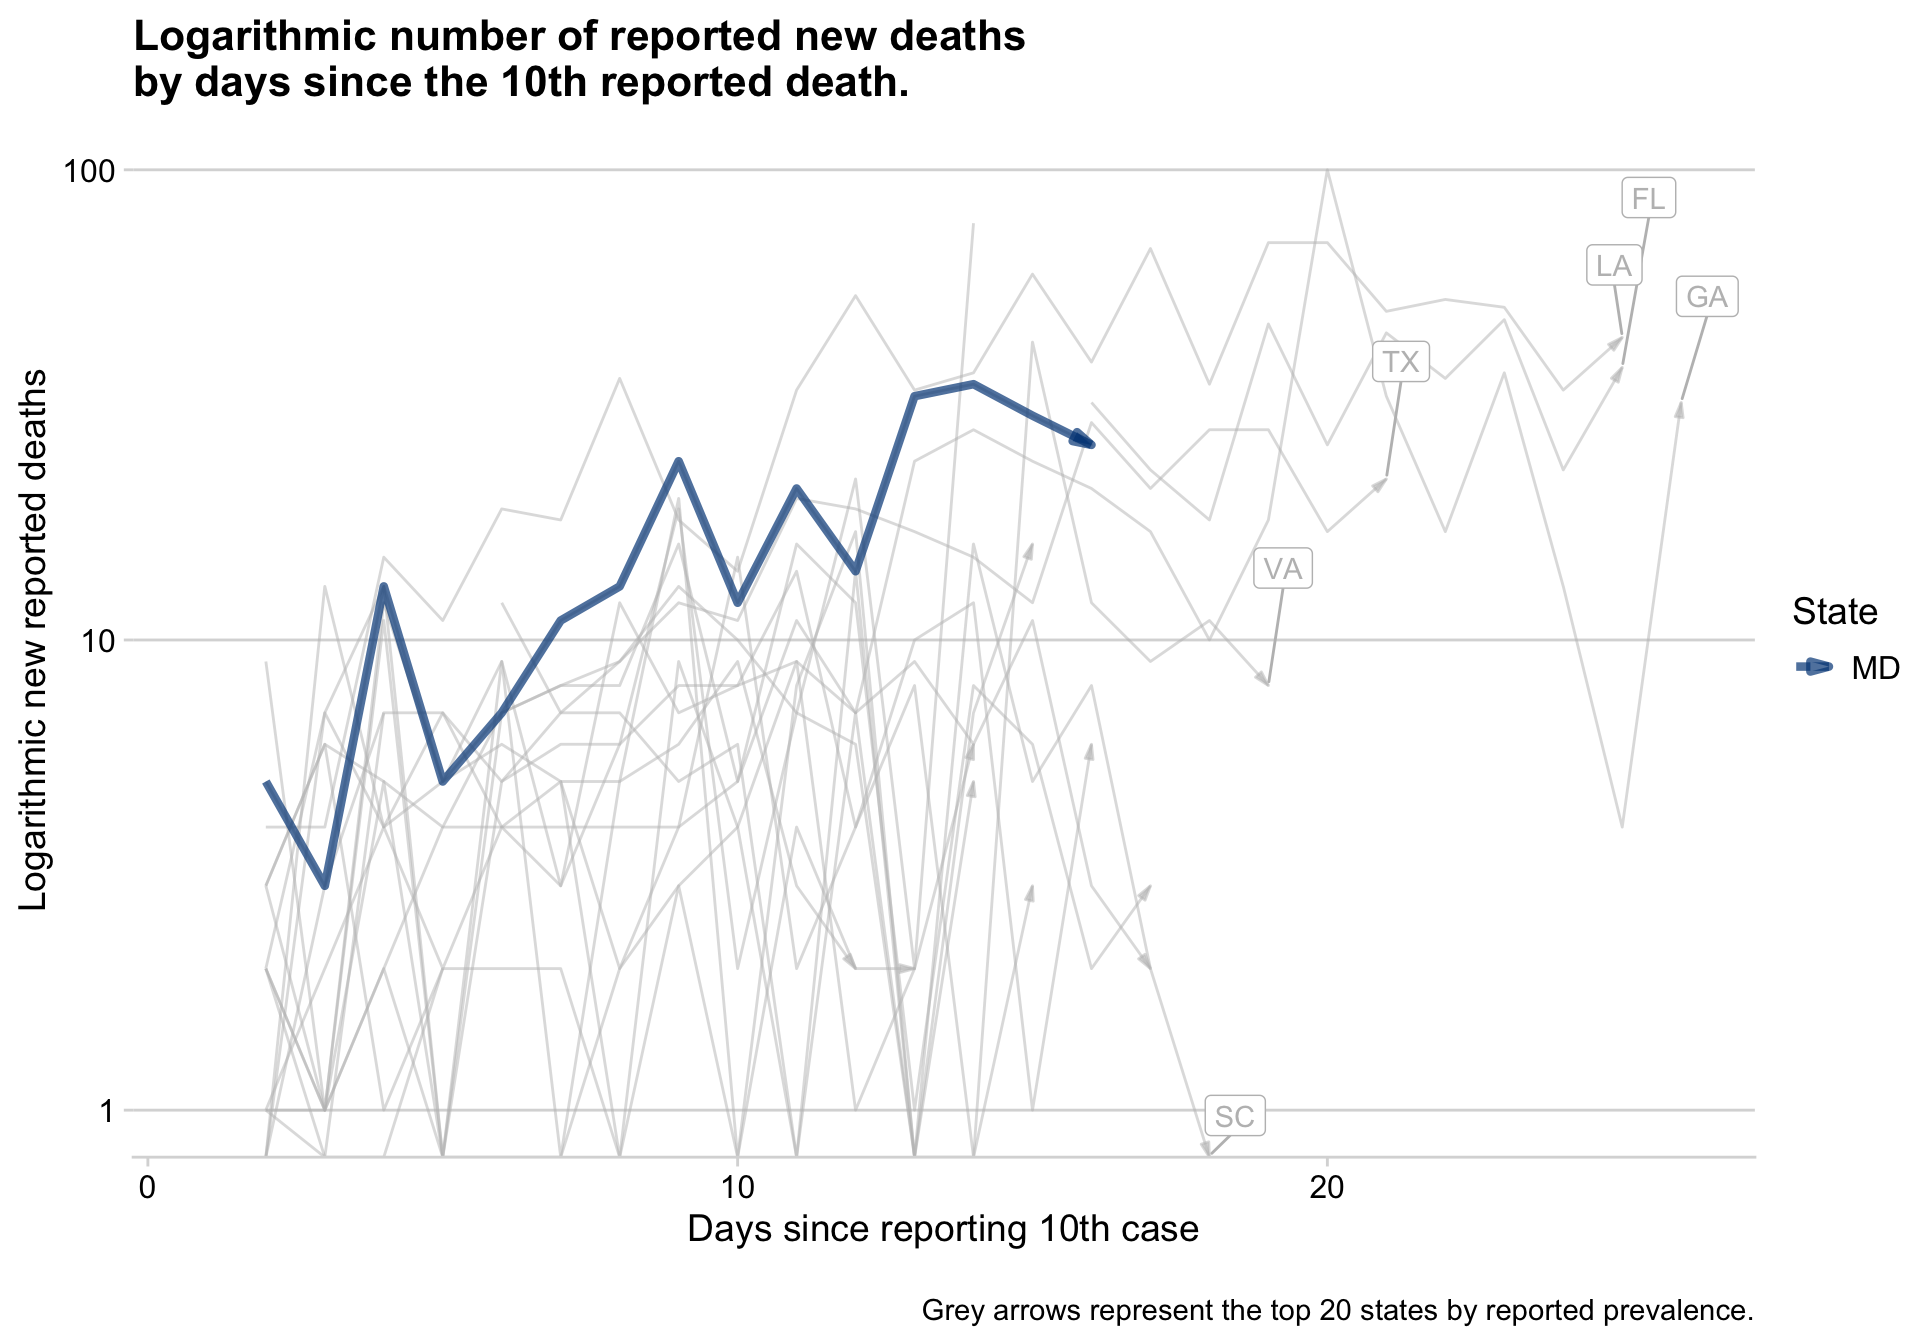 Logarithmic number of reported new deaths
by days since the 10th reported death.
100
10
1
Logarithmic new reported deaths
FL
LA
GA
TX
VA
SC
State
MD
0
10
20
Days since reporting 10th case
Grey arrows represent the top 20 states by reported prevalence.